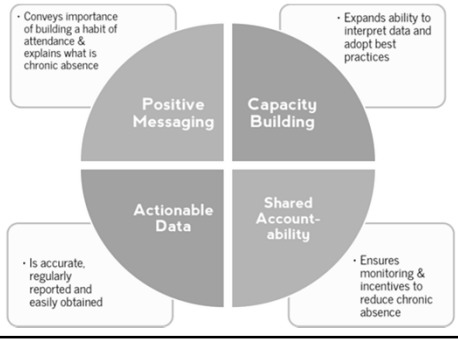 · Conveys importance
of building a habit of
attendance &
explains what is
chronic absence
· Expands ability to
interpret data and
adopt best
practices
Positive
Messaging
Capacity
Building
Actionable
Data
Shared
Account-
ability
· Is accurate,
regularly
reported and
easily obtained
· Ensures
monitoring &
incentives to
reduce chronic
absence